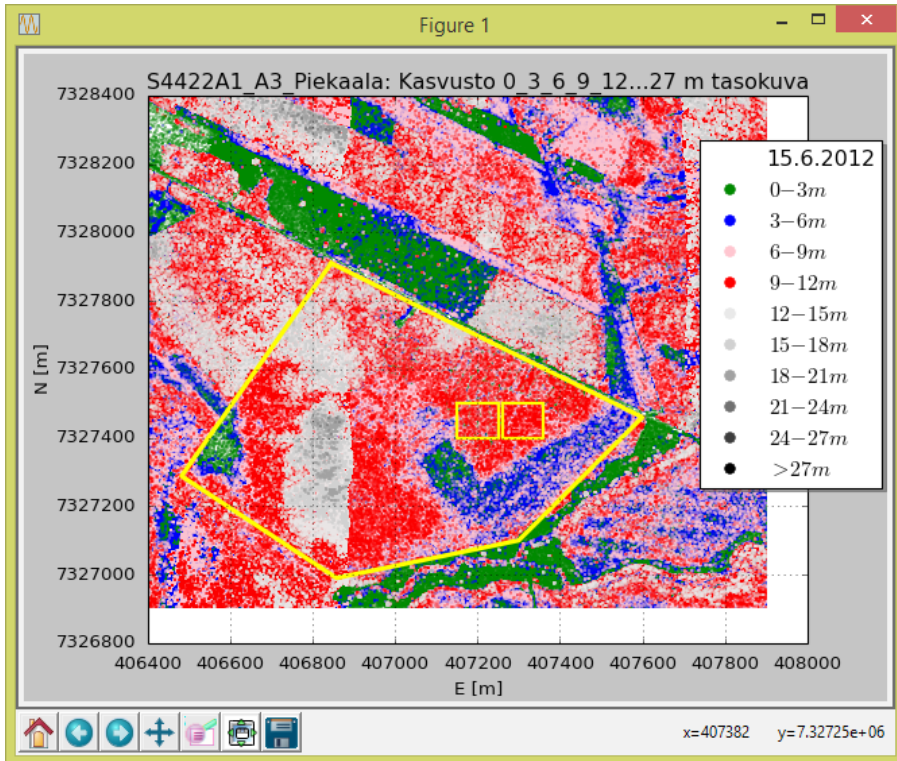 Figure 1
S4422A1_A3_Piekaala: Kasvusto 0_3_6_9_12...27 m tasokuva
7328400
7328200
7328000
7327800
7327600
7327400
7327200
7327000
7326800
N [m]
406400 406600 406800 407000 407200 407400 407600 407800 408000
E [m]
15.6.2012
0−3m
3−6m
6−9m
9−12m
12−15m
15−18m
18−21m
21−24m
24−27m
>27m
x=407382 y=7.32725e+06